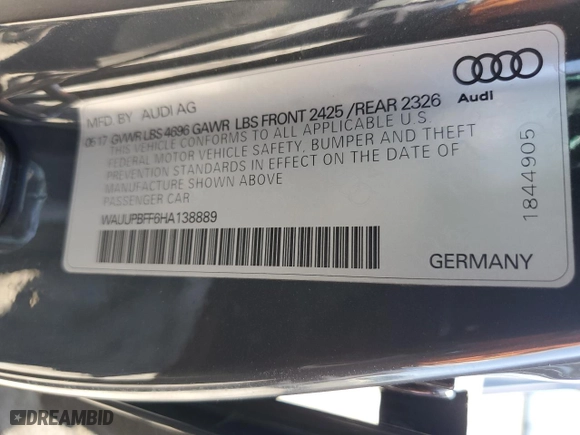 MFD BY AUDI AG
06 17 GVWR LBS 4696 GAWR LBS FRONT 2425 / REAR 2326
THIS VEHICLE CONFORMS TO ALL APPLICABLE U.S.
FEDERAL MOTOR VEHICLE SAFETY, BUMPER AND THEFT
PREVENTION STANDARDS IN EFFECT ON THE DATE OF
MANUFACTURE SHOWN ABOVE
PASSENGER CAR
WAUUPBFF6HA138889
Audi
1844905
GERMANY
DREAMBID